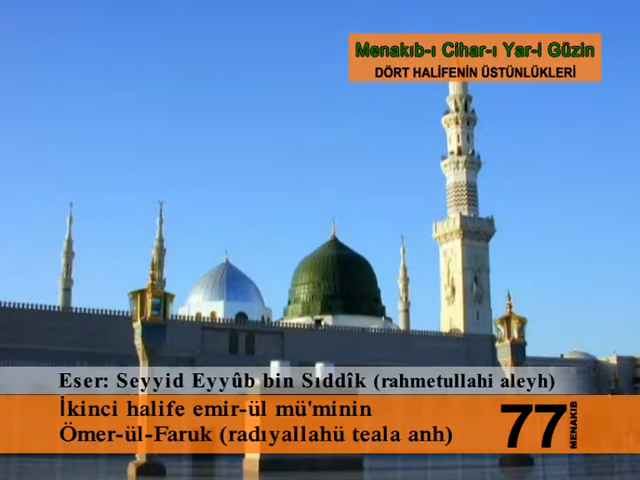 Menakıb-ı Cihar-ı Yar-i Güzin
DÖRT HALİFENİN ÜSTÜNLÜKLERİ
Eser: Seyyid Eyyûb bin Sıddîk (rahmetullahi aleyh)
İkinci halife emir-ül mü'minin
Ömer-ül-Faruk (radıyallahü teala anh)
77
MENAKIB